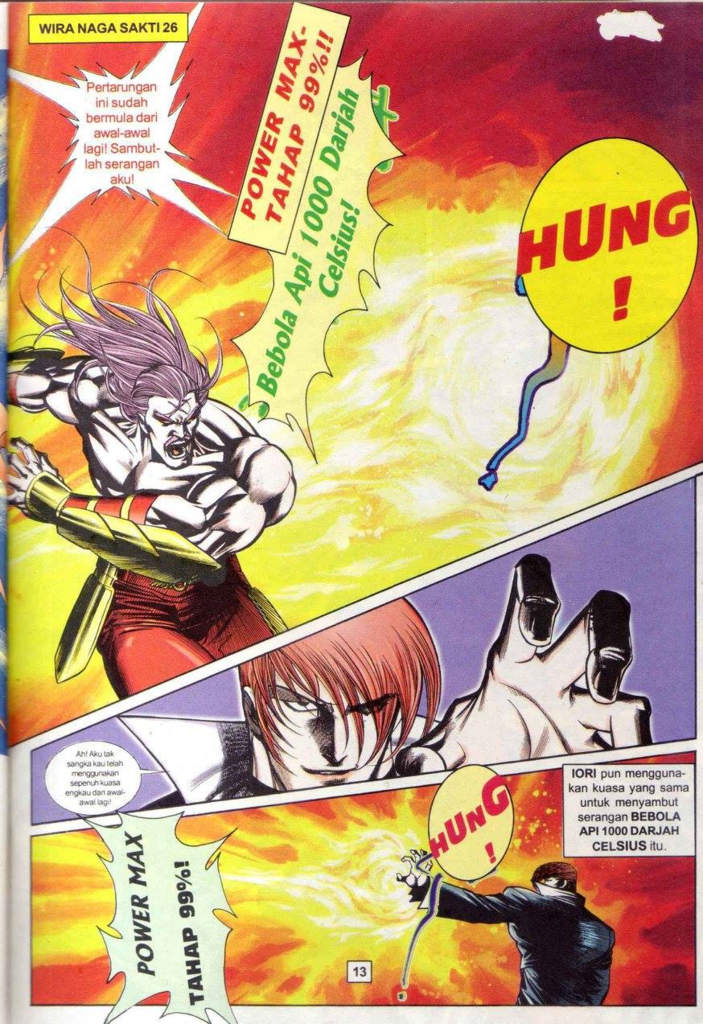 WIRA NAGA SAKTI 26
Pertarungan
ini sudah
bermula dari
awal-awal
lagi! Sambut-
lah serangan
aku!
POWER MAX-
TAHAP 99%!!
Bebola Api 1000 Darjah
Celsius!
HUNG
!
Ah! Aku tak
sangka kau telah
menggunakan
sepenuh kuasa
engkau dari awal-
awal lagi!
IORI pun mengguna-
kan kuasa yang sama
untuk menyambut
serangan BEBOLA
API 1000 DARJAH
CELSIUS itu.
HUNG
!
POWER MAX
TAHAP 99%!
13